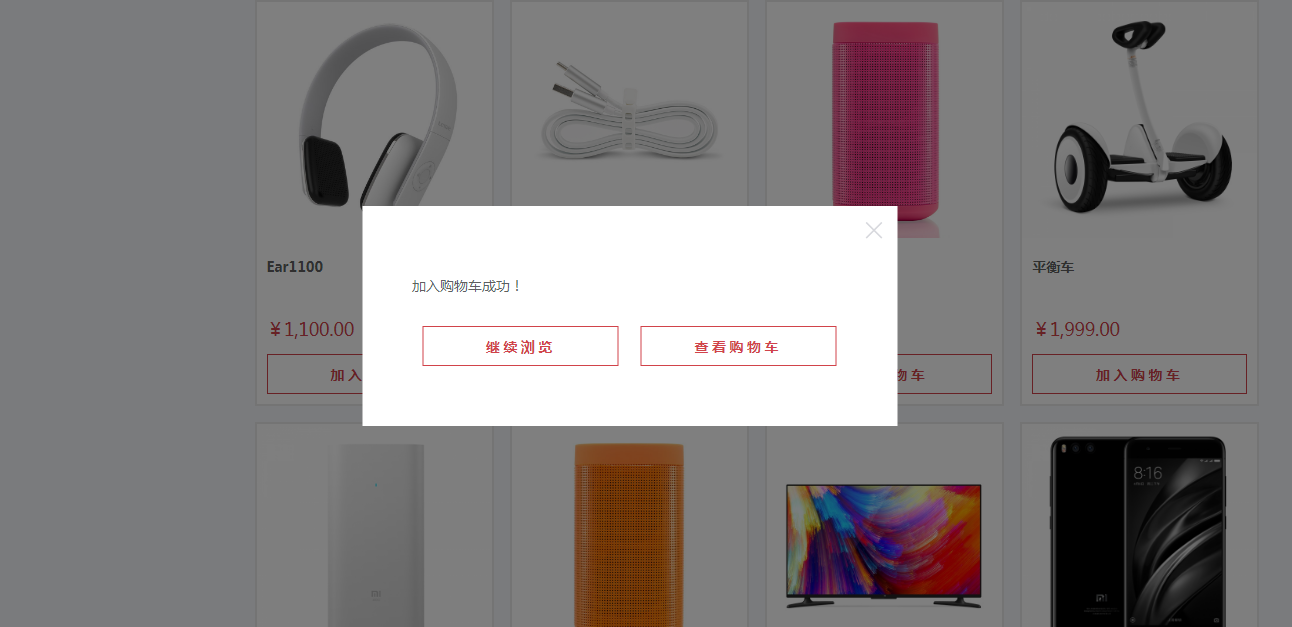 Ear1100
平衡车
加入购物车成功！
¥ 1,100.00
¥ 1,999.00
继续浏览
查看购物车
加入
物车
加入购物车
8:16
MI